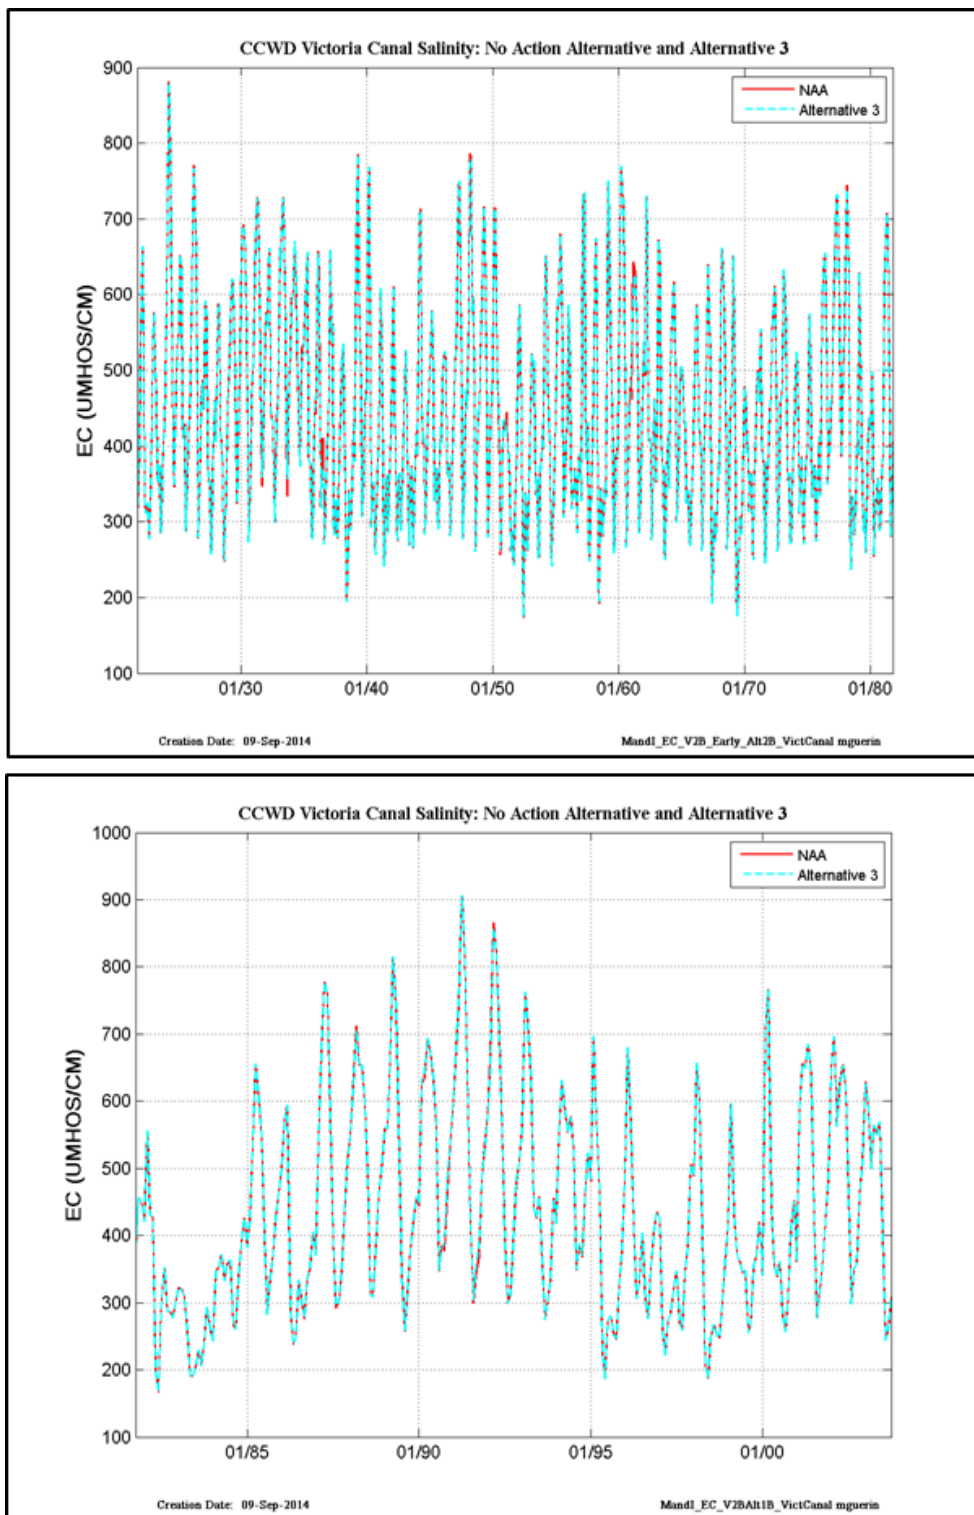 CCWD Victoria Canal Salinity: No Action Alternative and Alternative 3
900
800
700
600
500
400
300
200
100
EC (UMHOS/CM)
NAA
Alternative 3
01/30 01/40 01/50 01/60 01/70 01/80
Creation Date: 09-Sep-2014 MandI_EC_V2B_Early_Alt2B_VictCanal mguerin
CCWD Victoria Canal Salinity: No Action Alternative and Alternative 3
1000
900
800
700
600
500
400
300
200
100
EC (UMHOS/CM)
NAA
Alternative 3
01/85 01/90 01/95 01/00
Creation Date: 09-Sep-2014 MandI_EC_V2BAlt1B_VictCanal mguerin